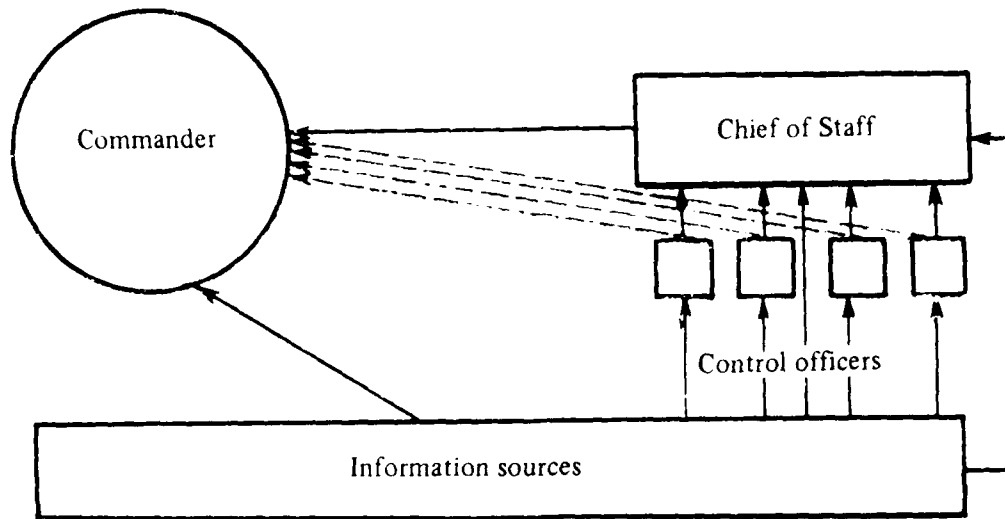 Commander
Chief of Staff
Control officers
Information sources